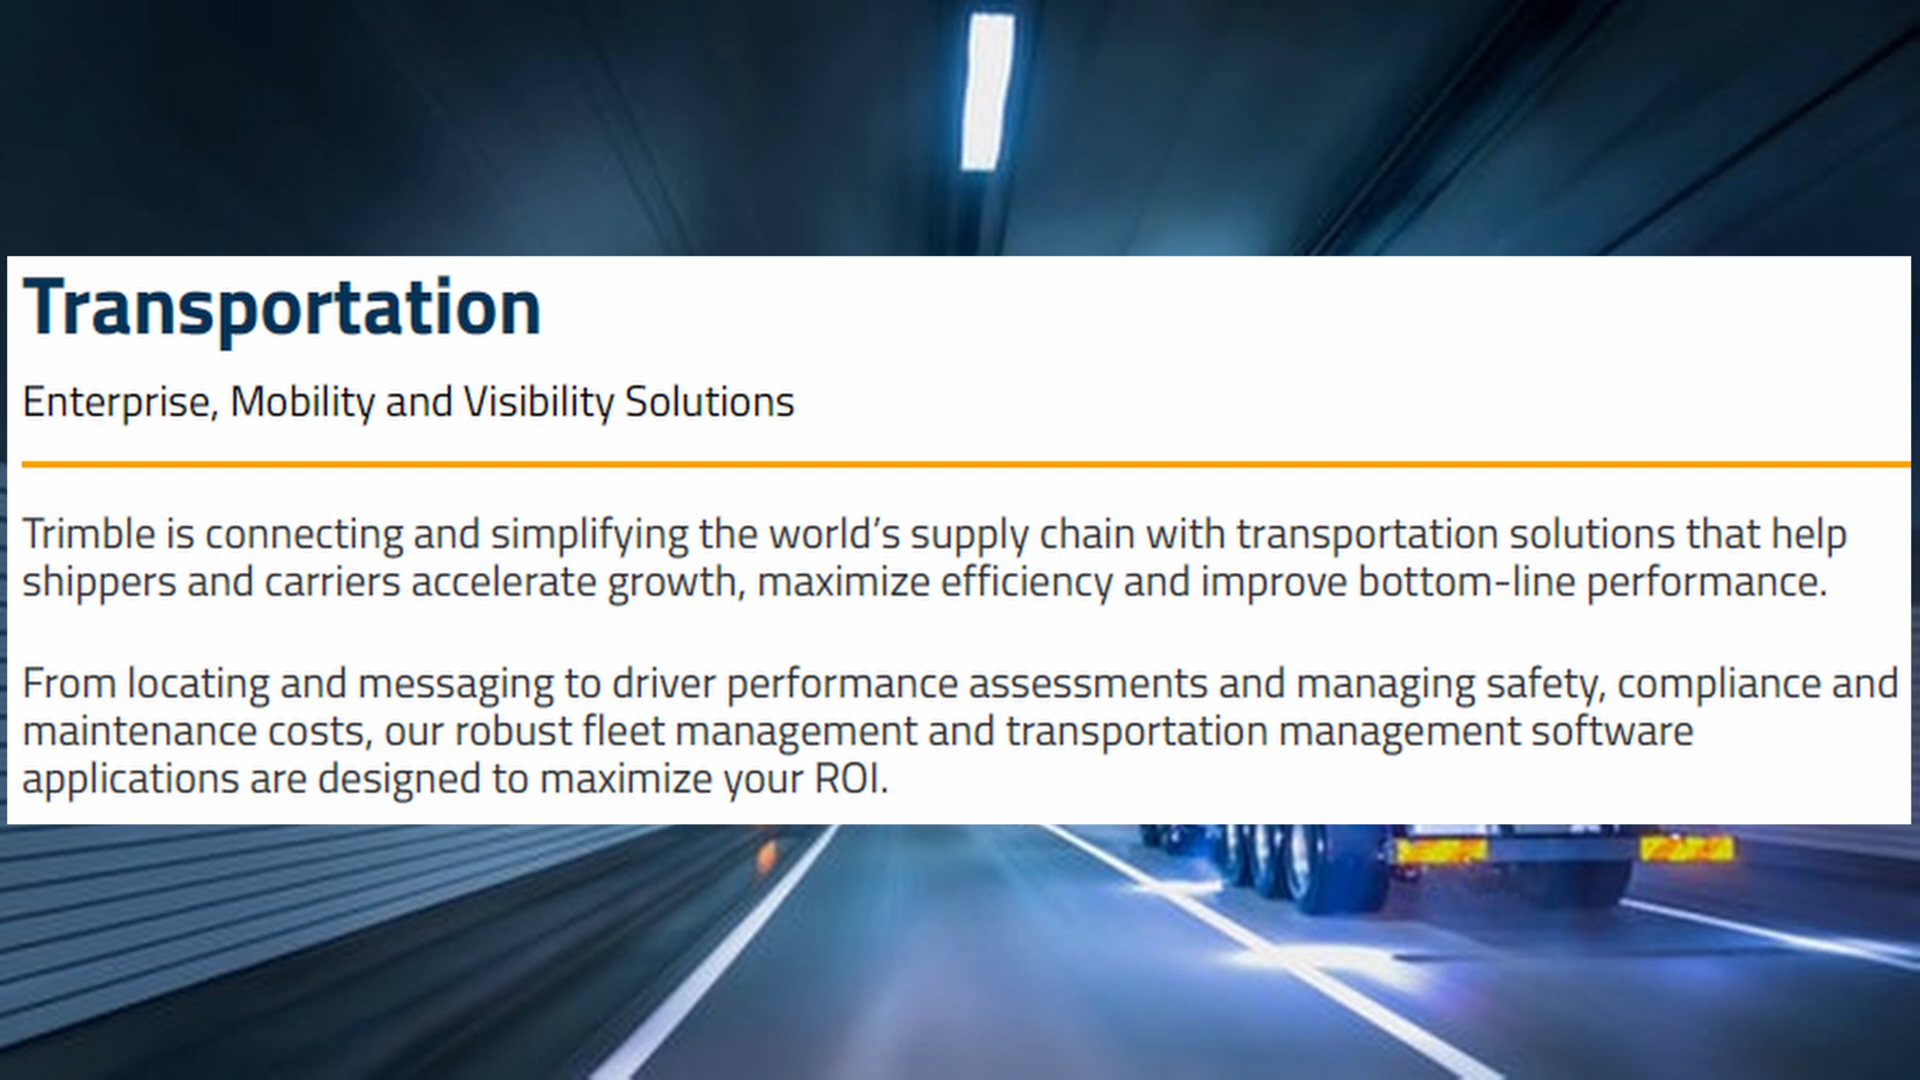 Transportation
Enterprise, Mobility and Visibility Solutions
Trimble is connecting and simplifying the world’s supply chain with transportation solutions that help
shippers and carriers accelerate growth, maximize efficiency and improve bottom-line performance.
From locating and messaging to driver performance assessments and managing safety, compliance and
maintenance costs, our robust fleet management and transportation management software
applications are designed to maximize your ROI.